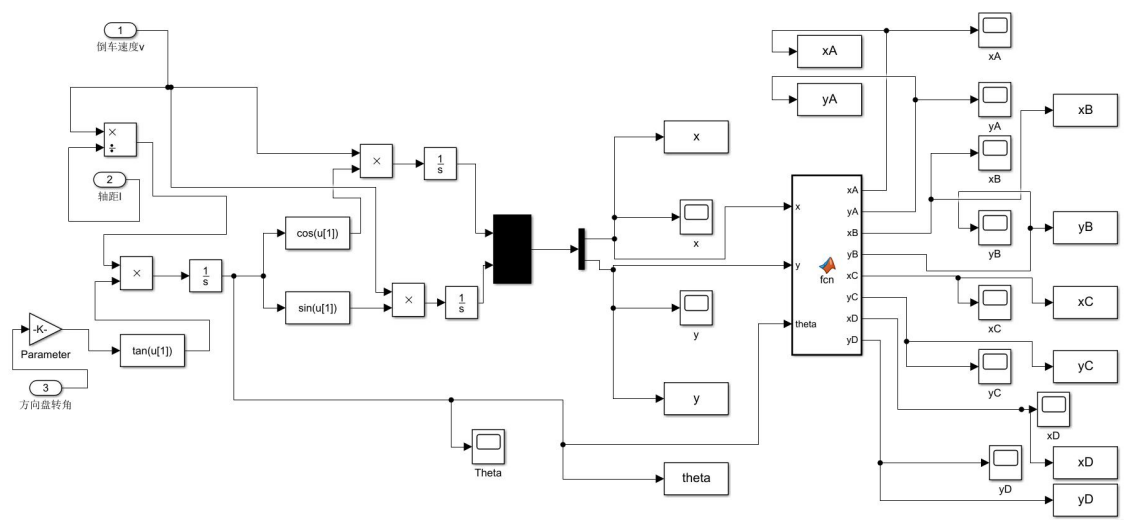 1
倒车速度v
×
÷
2
轴距l
×
1
s
-K-
Parameter
tan(u[1])
3
方向盘转角
cos(u[1])
sin(u[1])
×
1
s
×
1
s
Theta
x
x
y
y
theta
x
y
theta
fcn
xA
yA
xB
yB
xC
yC
xD
yD
xA
yA
xA
yA
xB
xB
yB
yB
xC
xC
yC
yC
xD
xD
yD
yD